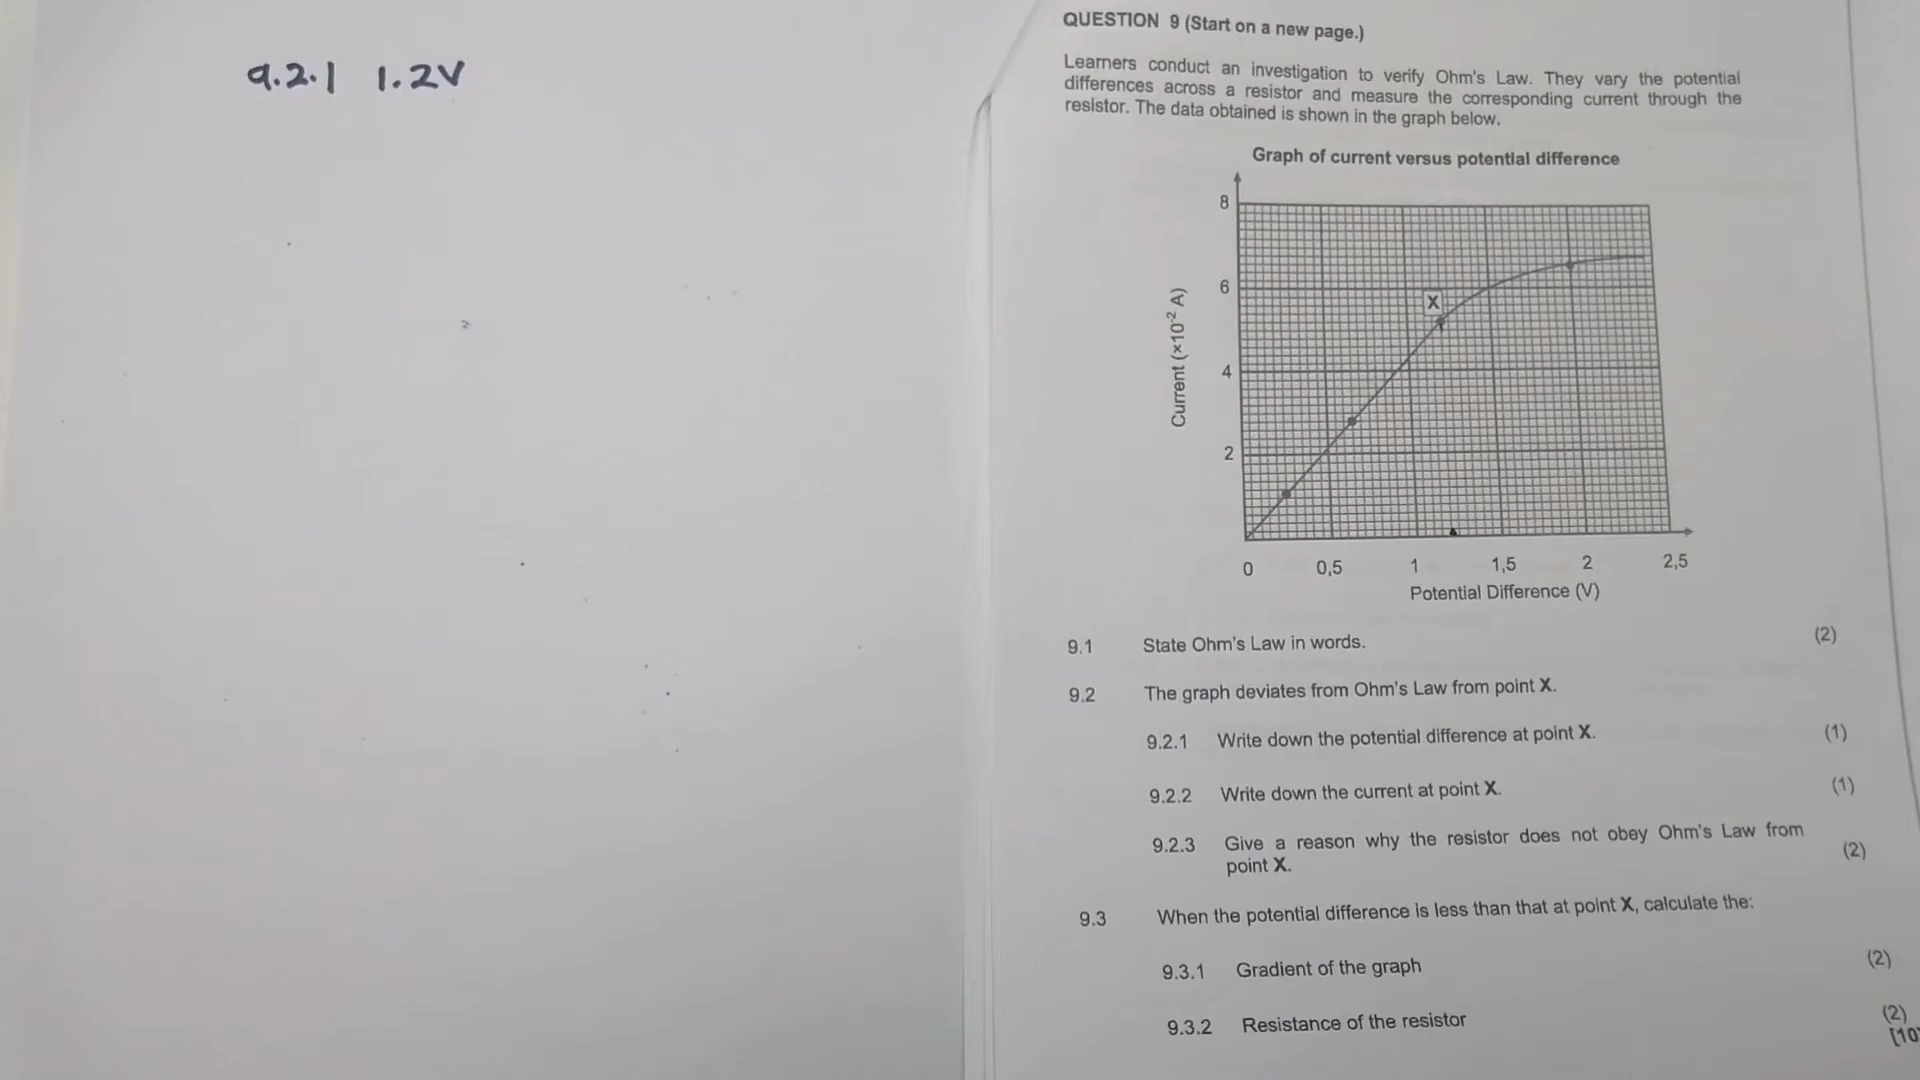 9.2.1 1.2V
QUESTION 9 (Start on a new page.)
Learners conduct an investigation to verify Ohm's Law. They vary the potential
differences across a resistor and measure the corresponding current through the
resistor. The data obtained is shown in the graph below.
Graph of current versus potential difference
8
6
4
2
X
Current (×10⁻² A)
0 0,5 1 1,5 2 2,5
Potential Difference (V)
9.1 State Ohm's Law in words. (2)
9.2 The graph deviates from Ohm's Law from point X.
9.2.1 Write down the potential difference at point X. (1)
9.2.2 Write down the current at point X. (1)
9.2.3 Give a reason why the resistor does not obey Ohm's Law from
point X. (2)
9.3 When the potential difference is less than that at point X, calculate the:
9.3.1 Gradient of the graph (2)
9.3.2 Resistance of the resistor (2)
[10